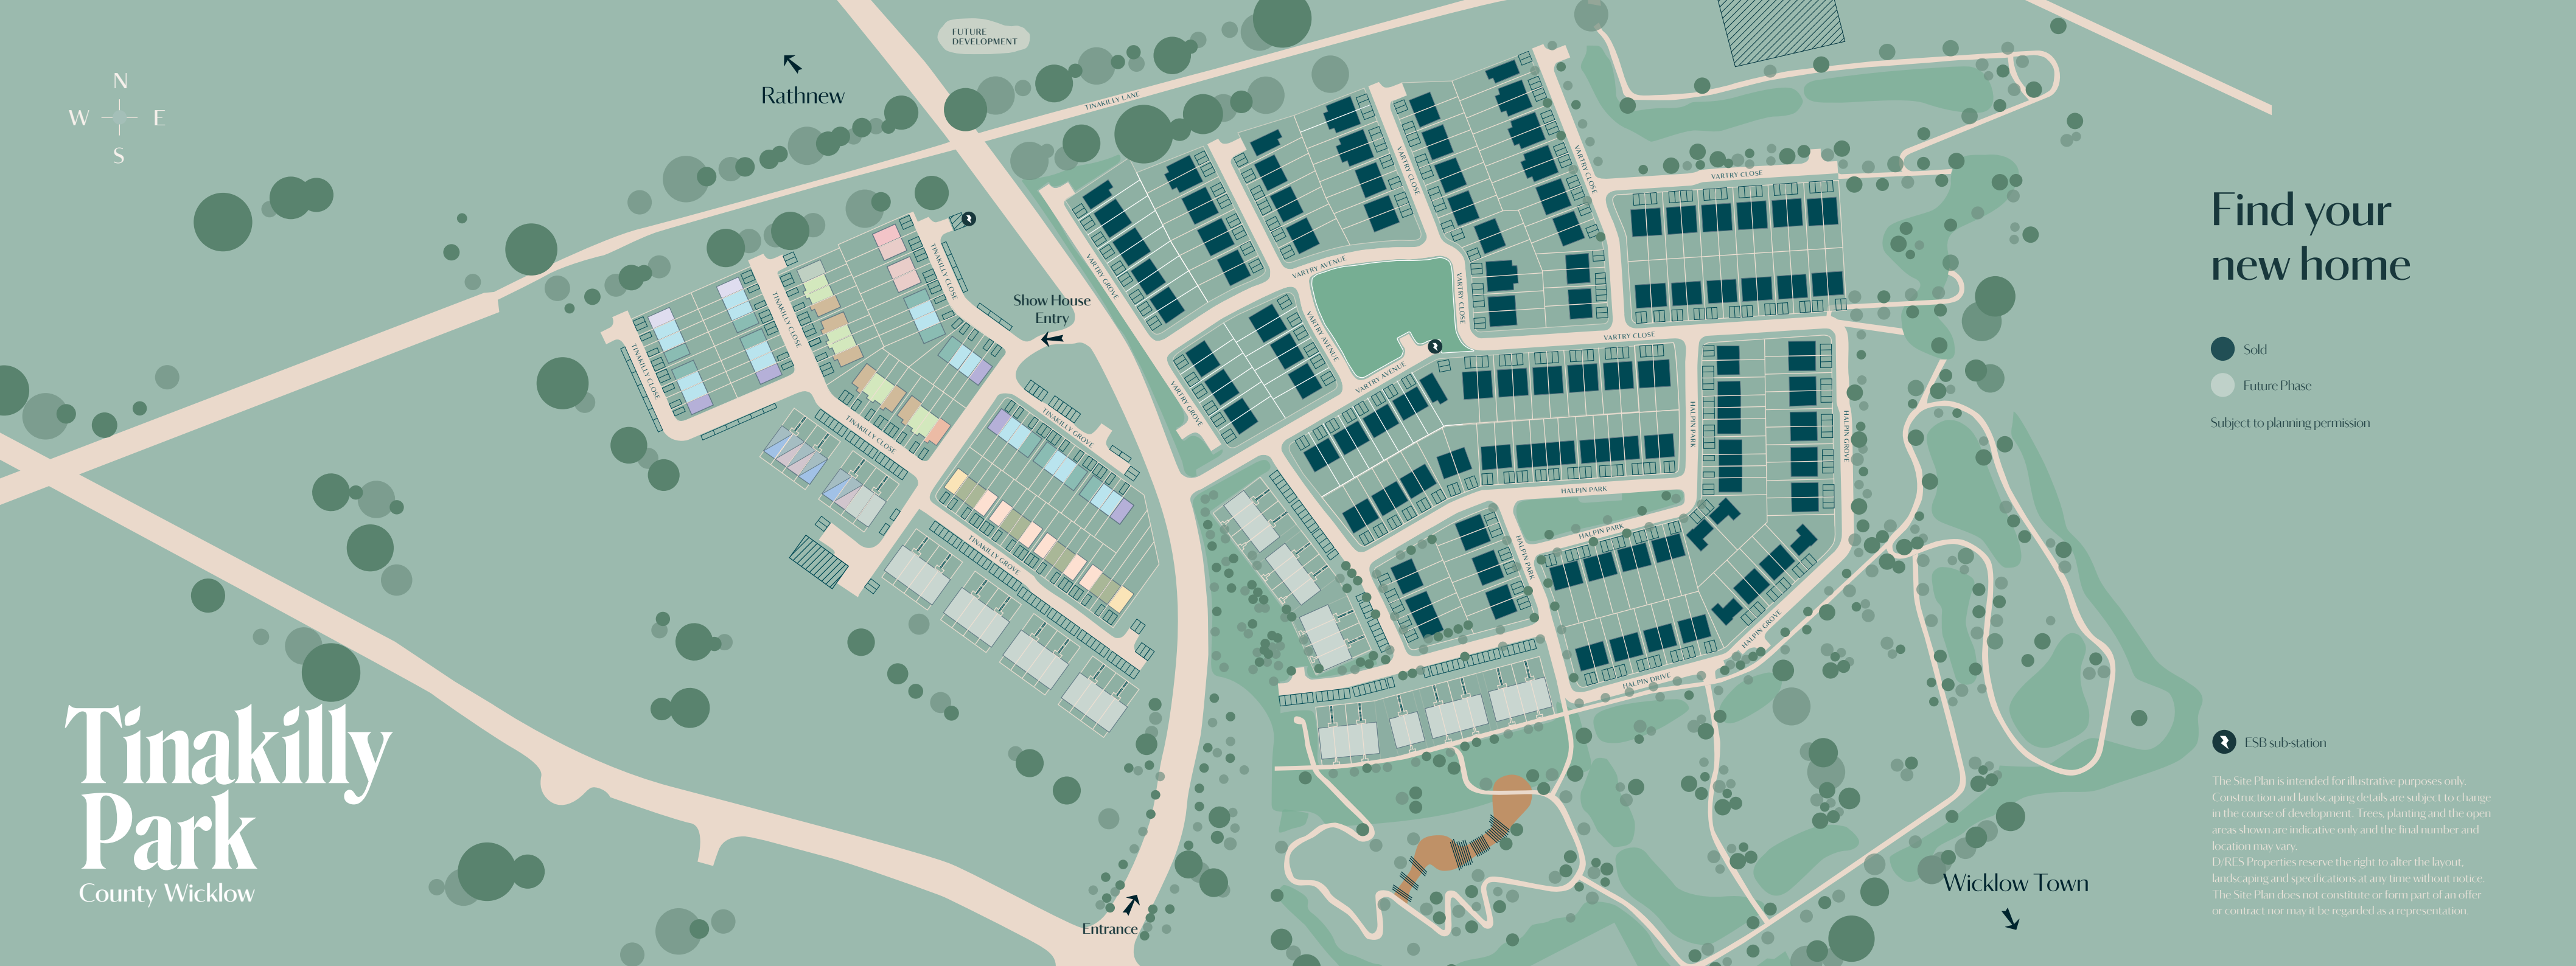 FUTURE
DEVELOPMENT
N
W E
S
Rathnew
TINAKILLY LANE
VARTRY CLOSE
VARTRY CLOSE
VARTRY CLOSE
Find your
new home
TINAKILLY CLOSE
VARTRY GROVE
VARTRY AVENUE
VARTRY CLOSE
Show House
Entry
TINAKILLY CLOSE
VARTRY AVENUE
VARTRY CLOSE
Sold
TINAKILLY CLOSE
VARTRY AVENUE
Future Phase
VARTRY GROVE
TINAKILLY GROVE
TINAKILLY CLOSE
HALPIN PARK
HALPIN GROVE
Subject to planning permission
HALPIN PARK
HALPIN PARK
TINAKILLY GROVE
HALPIN PARK
HALPIN GROVE
HALPIN DRIVE
Tinakilly
Park
County Wicklow
ESB sub-station
The Site Plan is intended for illustrative purposes only.
Construction and landscaping details are subject to change
in the course of development. Trees, planting and the open
areas shown are indicative only and the final number and
location may vary.
D/RES Properties reserve the right to alter the layout,
landscaping and specifications at any time without notice.
The Site Plan does not constitute or form part of an offer
or contract nor may it be regarded as a representation.
Wicklow Town
Entrance